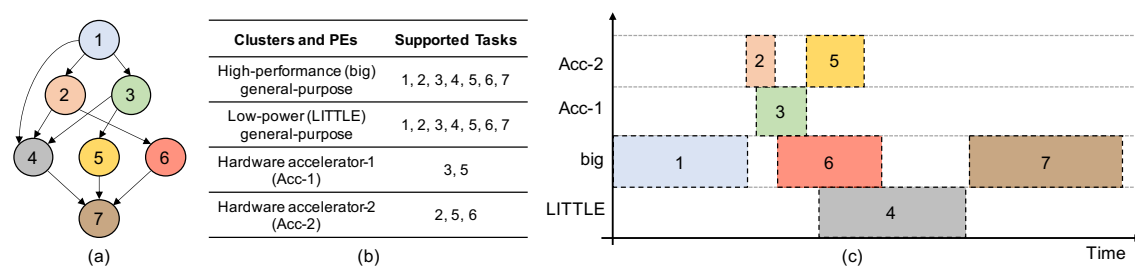 1
2
3
4
5
6
7
(a)
Clusters and PEs Supported Tasks
High-performance (big)
general-purpose
1, 2, 3, 4, 5, 6, 7
Low-power (LITTLE)
general-purpose
1, 2, 3, 4, 5, 6, 7
Hardware accelerator-1
(Acc-1)
3, 5
Hardware accelerator-2
(Acc-2)
2, 5, 6
(b)
Acc-2
2
5
Acc-1
3
big
1
6
7
LITTLE
4
Time
(c)